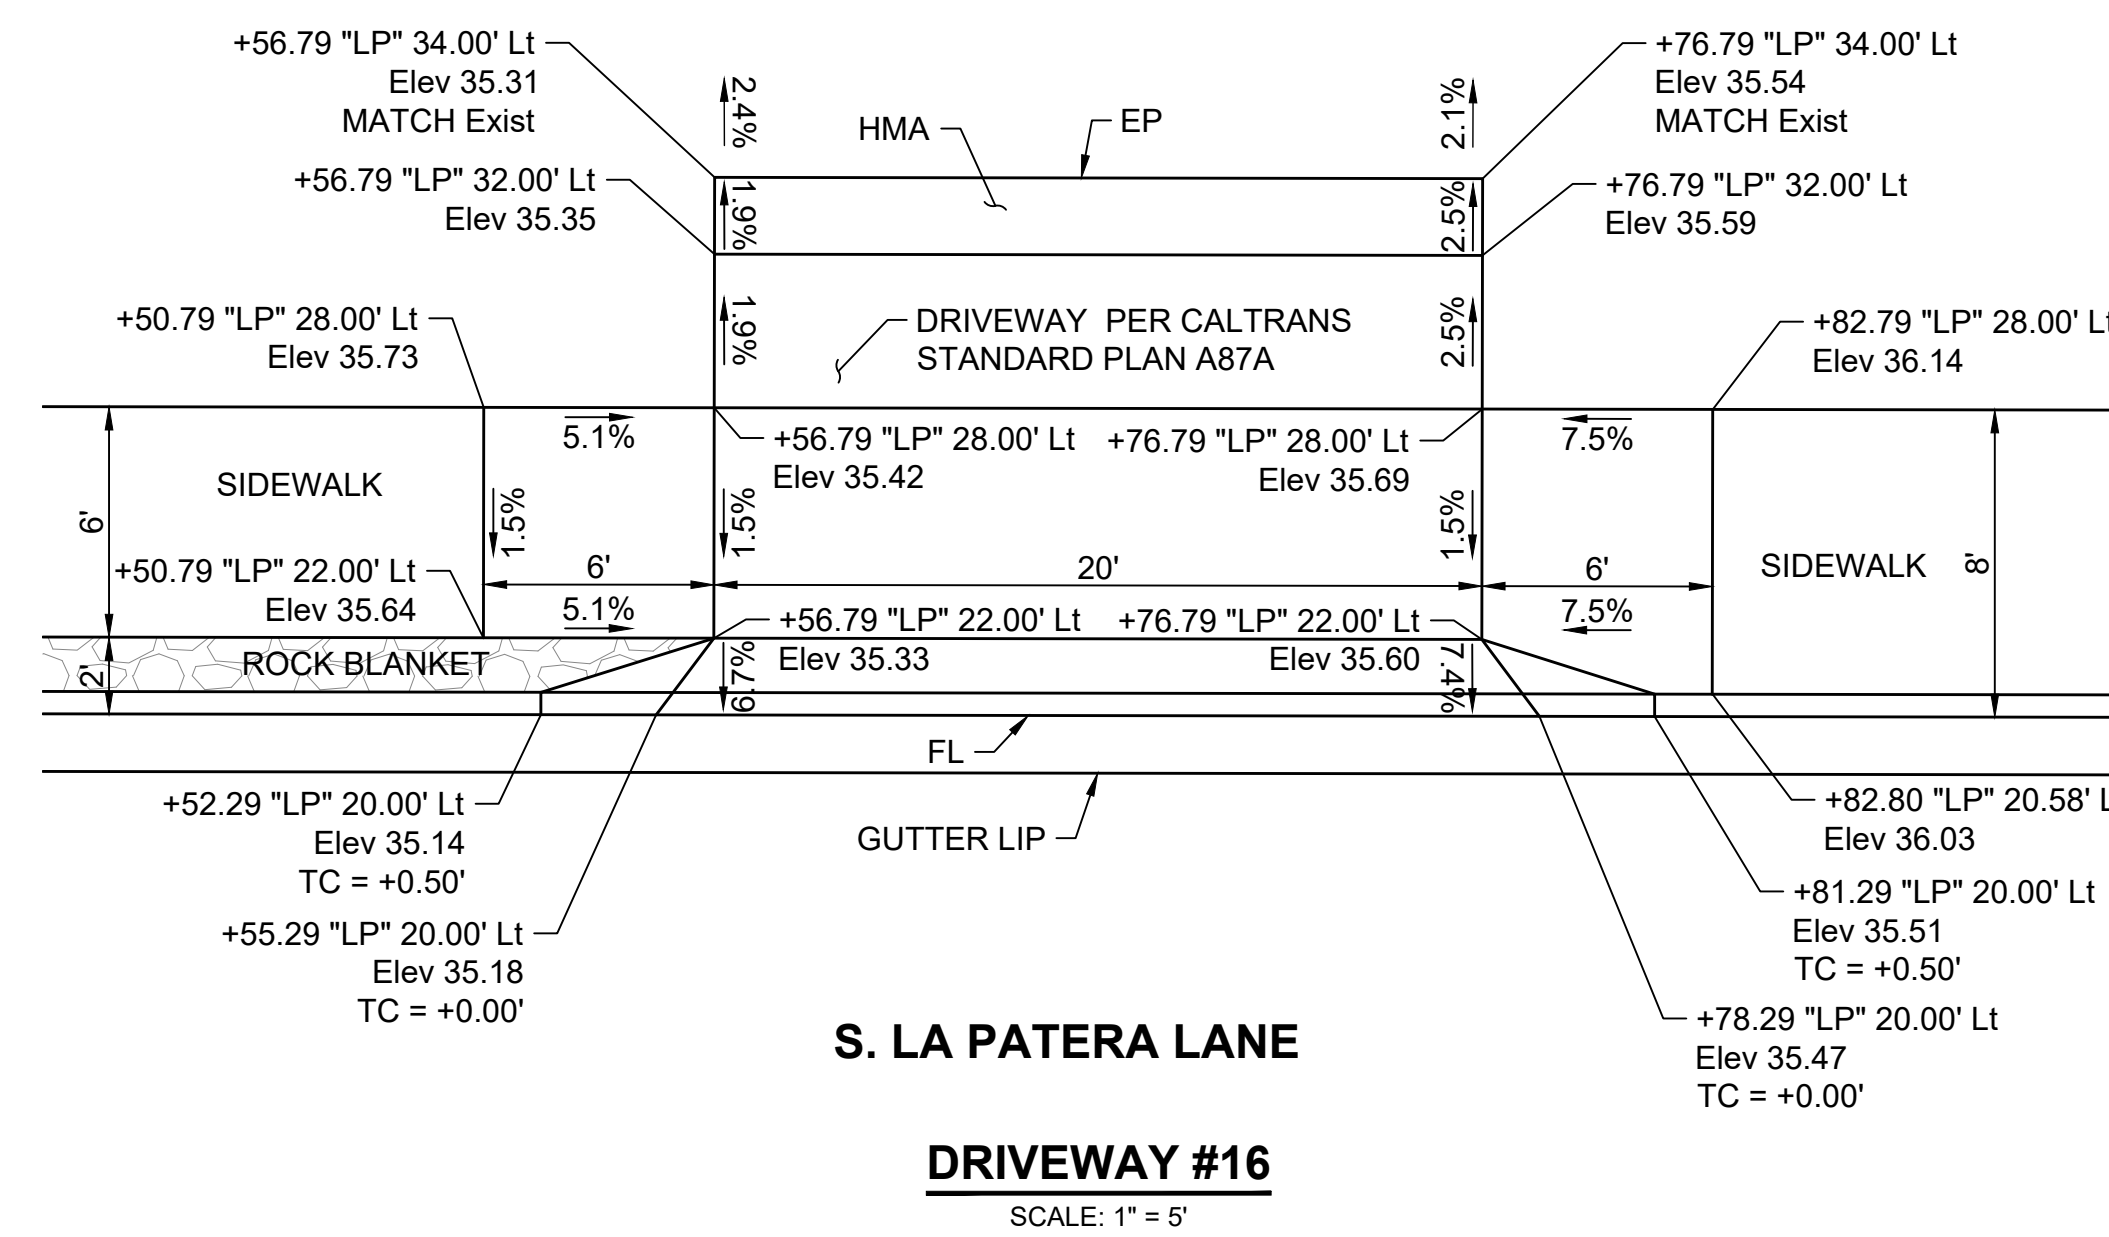 +56.79 "LP" 34.00' Lt
Elev 35.31
MATCH Exist
2.4%
HMA
EP
2.1%
+76.79 "LP" 34.00' Lt
Elev 35.54
MATCH Exist
+56.79 "LP" 32.00' Lt
Elev 35.35
1.9%
2.5%
+76.79 "LP" 32.00' Lt
Elev 35.59
+50.79 "LP" 28.00' Lt
Elev 35.73
1.9%
DRIVEWAY PER CALTRANS
STANDARD PLAN A87A
2.5%
+82.79 "LP" 28.00' Lt
Elev 36.14
5.1%
+56.79 "LP" 28.00' Lt
Elev 35.42
+76.79 "LP" 28.00' Lt
Elev 35.69
7.5%
SIDEWALK
6'
1.5%
1.5%
1.5%
SIDEWALK
8'
+50.79 "LP" 22.00' Lt
Elev 35.64
6'
20'
6'
5.1%
+56.79 "LP" 22.00' Lt
Elev 35.33
+76.79 "LP" 22.00' Lt
Elev 35.60
7.5%
2'
ROCK BLANKET
6.7%
7.4%
FL
GUTTER LIP
+52.29 "LP" 20.00' Lt
Elev 35.14
TC = +0.50'
+55.29 "LP" 20.00' Lt
Elev 35.18
TC = +0.00'
+82.80 "LP" 20.58' L
Elev 36.03
+81.29 "LP" 20.00' Lt
Elev 35.51
TC = +0.50'
+78.29 "LP" 20.00' Lt
Elev 35.47
TC = +0.00'
S. LA PATERA LANE
DRIVEWAY #16
SCALE: 1" = 5'